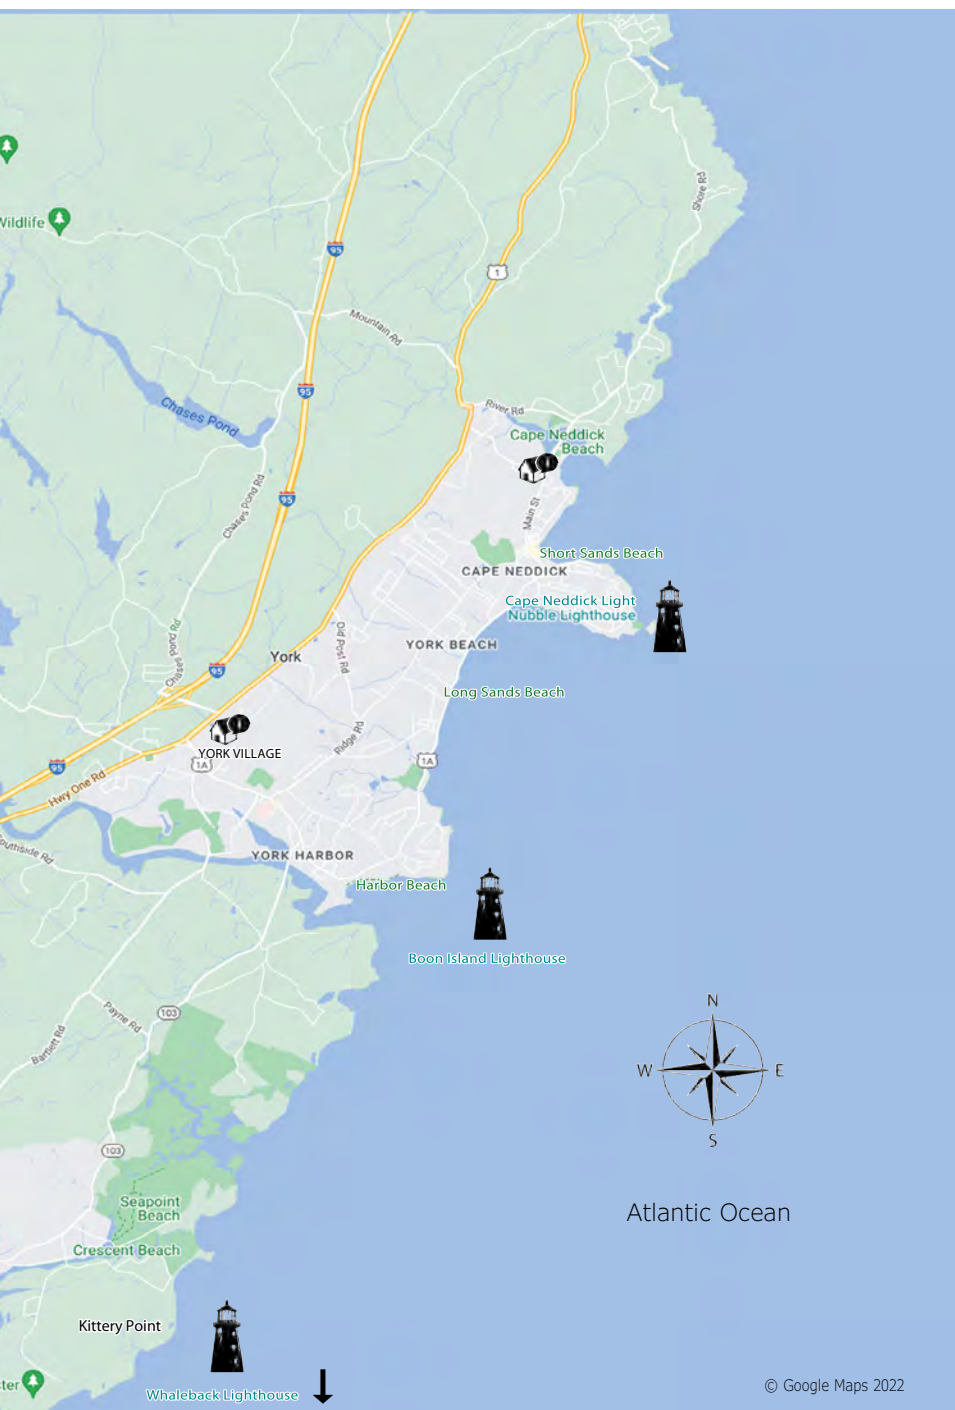 Shore Rd
Wildlife
95
1
Mountain Rd
95
Chases Pond
River Rd
Cape Neddick
Beach
Chases Pond Rd
95
Main St
Short Sands Beach
CAPE NEDDICK
Cape Neddick Light
Nubble Lighthouse
Chases Pond Rd
Old Post Rd
YORK BEACH
York
95
Long Sands Beach
Ridge Rd
YORK VILLAGE
1A
1A
95
Hwy One Rd
Southside Rd
YORK HARBOR
Harbor Beach
Boon Island Lighthouse
N
103
Payne Rd
Bartlett Rd
W
E
S
103
Seapoint
Beach
Atlantic Ocean
Crescent Beach
Kittery Point
ster
Whaleback Lighthouse
© Google Maps 2022